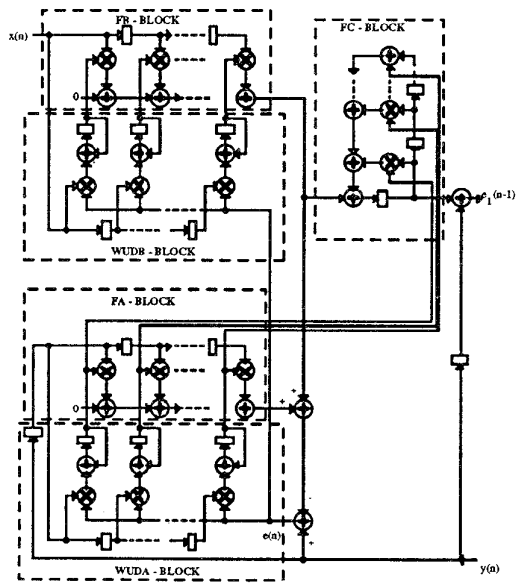 FB - BLOCK
FC - BLOCK
x(n)
0
WUDB - BLOCK
e₁(n-1)
FA - BLOCK
0
+
+
e(n)
+
y(n)
WUDA - BLOCK